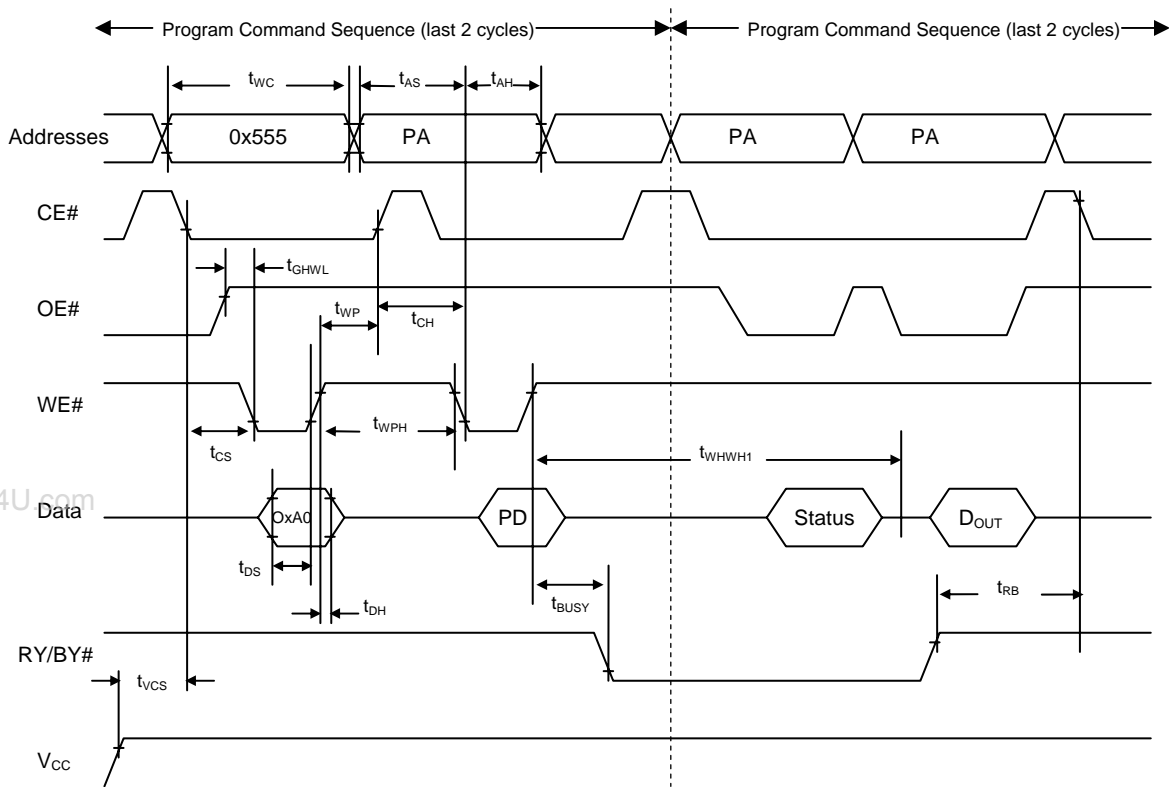 Program Command Sequence (last 2 cycles) Program Command Sequence (last 2 cycles)
tWC tAS tAH
Addresses 0x555 PA PA PA
CE#
tGHWL
OE#
tWP tCH
WE#
tCS tWPH tWHWH1
4U.com
Data OxA0 PD Status DOUT
tDS tDH tBUSY tRB
RY/BY#
tVCS
VCC